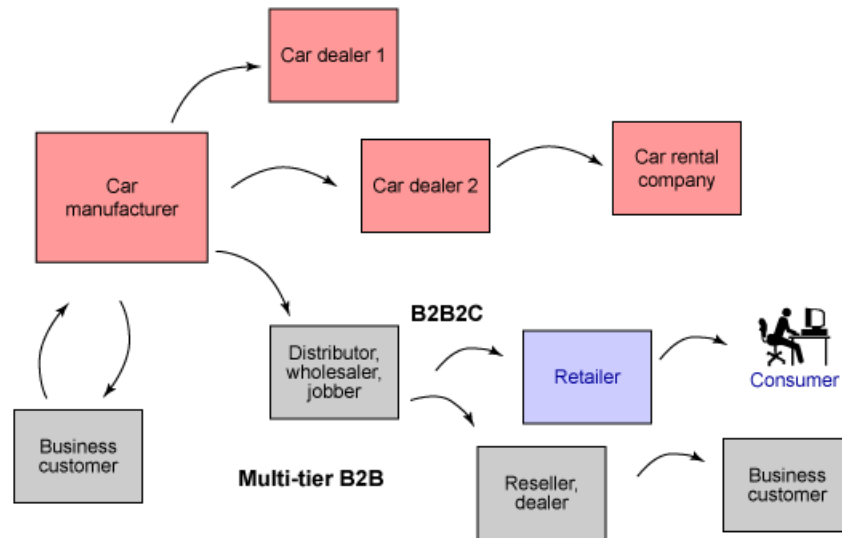 Car dealer 1
Car
manufacturer
Car dealer 2
Car rental
company
B2B2C
Distributor,
wholesaler,
jobber
Retailer
Consumer
Business
customer
Multi-tier B2B
Reseller,
dealer
Business
customer